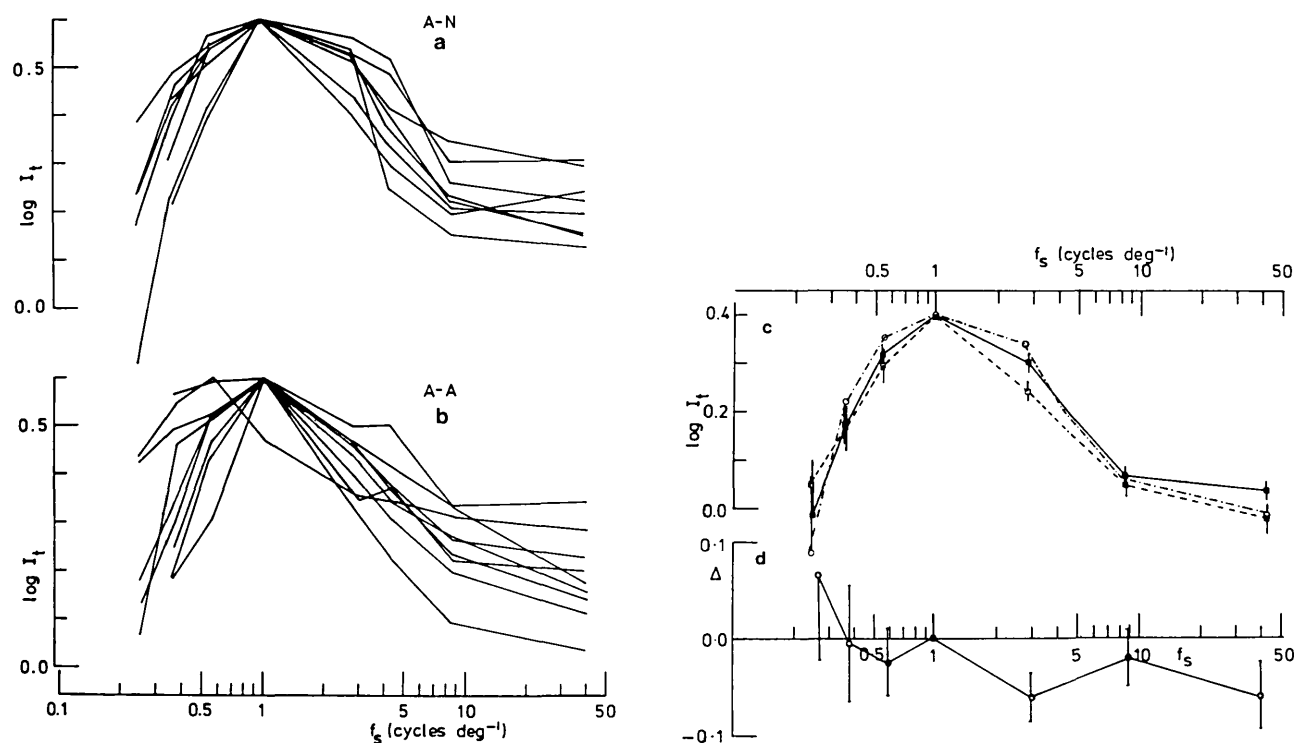 A-N
a
0.5
log I_t
0.0
A-A
b
0.5
log I_t
0.0
0.1 0.5 1 5 10 50
f_s (cycles deg⁻¹)
f_s (cycles deg⁻¹)
0.5 1 5 10 50
0.4
c
0.2
log I_t
0.0
0.1
d
Δ
0.0
0.5 1 5 f_s 10 50
−0.1